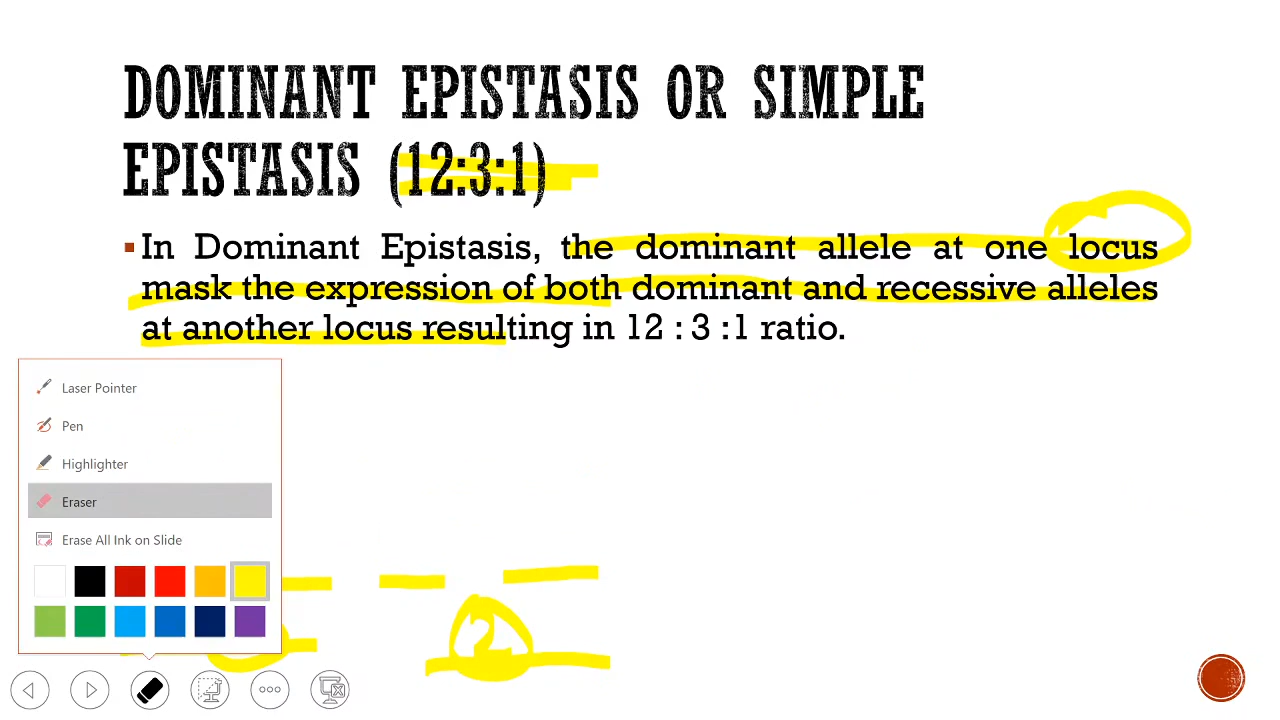 DOMINANT EPISTASIS OR SIMPLE
EPISTASIS (12:3:1)
In Dominant Epistasis, the dominant allele at one locus
mask the expression of both dominant and recessive alleles
at another locus resulting in 12 : 3 :1 ratio.
Laser Pointer
Pen
Highlighter
Eraser
Erase All Ink on Slide
2